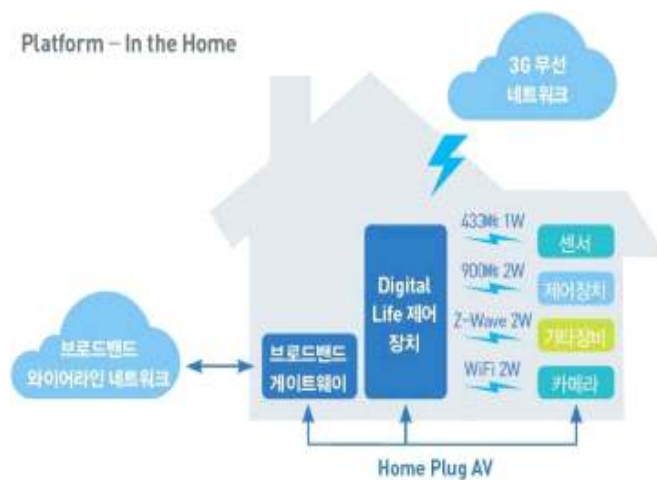 Platform – In the Home
3G 무선
네트워크
433㎒ 1W
센서
900㎒ 2W
제어장치
Digital
Life 제어
장치
Z-Wave 2W
기타장비
브로드밴드
와이어라인 네트워크
브로드밴드
게이트웨이
WiFi 2W
카메라
Home Plug AV